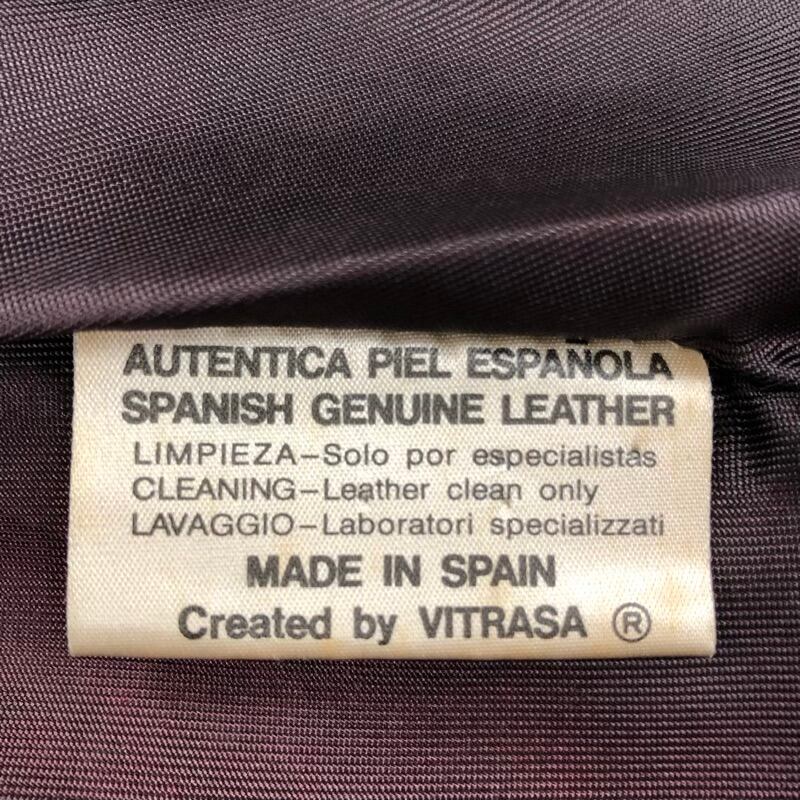 AUTENTICA PIEL ESPAÑOLA
SPANISH GENUINE LEATHER
LIMPIEZA–Solo por especialistas
CLEANING–Leather clean only
LAVAGGIO–Laboratori specializzati
MADE IN SPAIN
Created by VITRASA ®